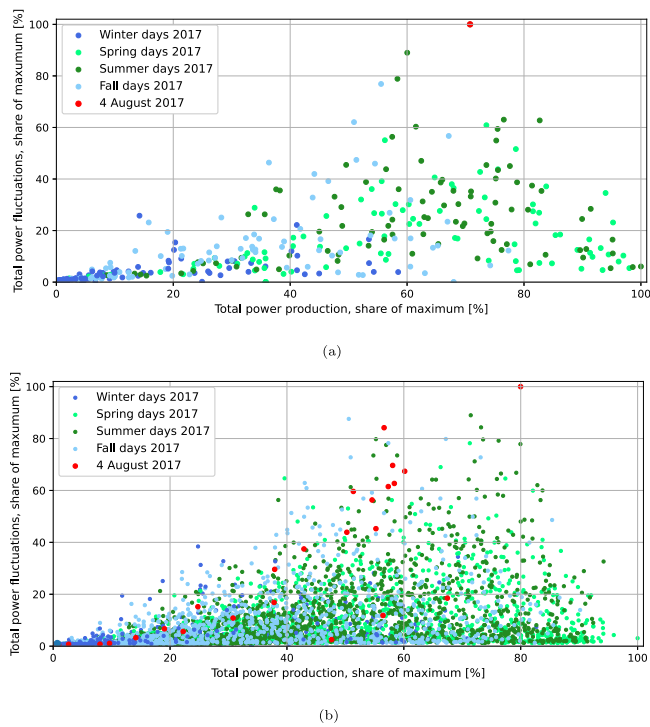 100
80
60
40
20
0
Total power fluctuations, share of maxumum [%]
Winter days 2017
Spring days 2017
Summer days 2017
Fall days 2017
4 August 2017
0 20 40 60 80 100
Total power production, share of maximum [%]
(a)
100
80
60
40
20
0
Total power fluctuations, share of maxumum [%]
Winter days 2017
Spring days 2017
Summer days 2017
Fall days 2017
4 August 2017
0 20 40 60 80 100
Total power production, share of maximum [%]
(b)